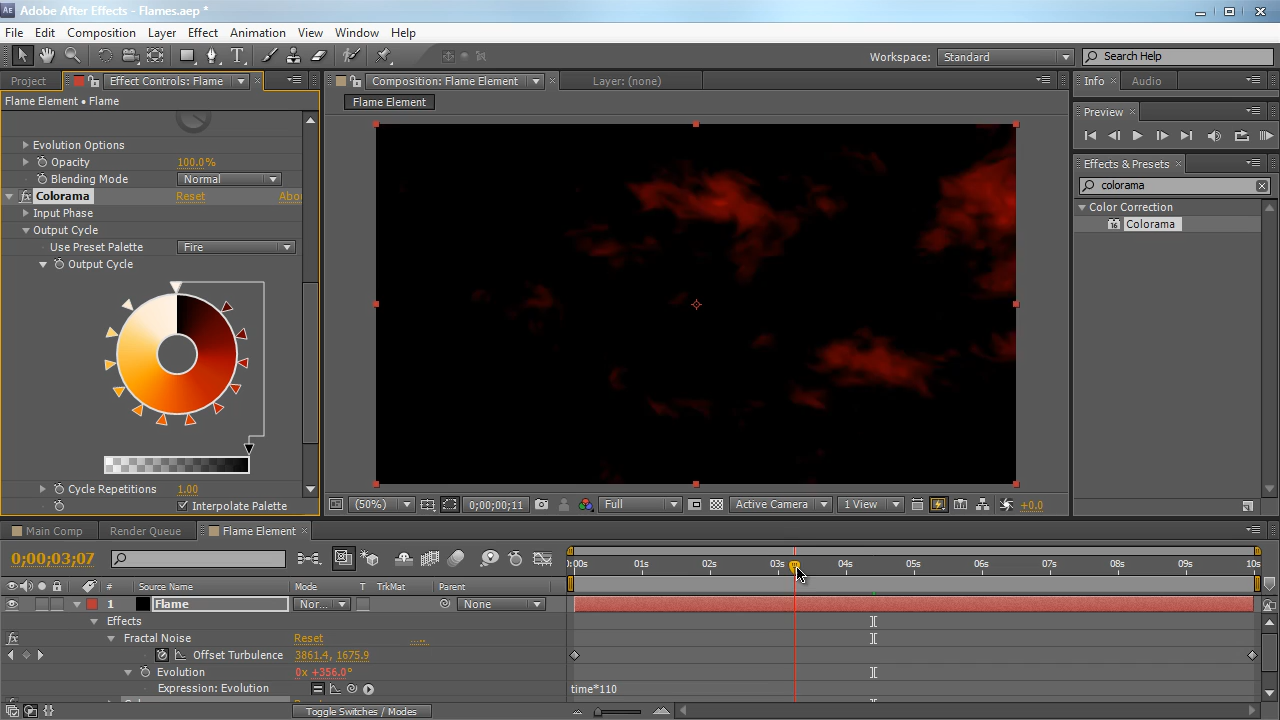 Ae Adobe After Effects - Flames.aep *
File Edit Composition Layer Effect Animation View Window Help
Workspace: Standard Search Help
Project Effect Controls: Flame Composition: Flame Element Layer: (none) Info Audio
Flame Element • Flame Flame Element
Preview
Evolution Options
Opacity 100.0%
Blending Mode Normal
fx Colorama Reset Abo
Input Phase
Output Cycle
Use Preset Palette Fire
Output Cycle
Cycle Repetitions 1.00
Interpolate Palette
(50%) 0;00;00;11 Full Active Camera 1 View +0.0
Effects & Presets
colorama
Color Correction
16 Colorama
Main Comp Render Queue Flame Element
0;00;03;07
0:00s 01s 02s 03s 04s 05s 06s 07s 08s 09s 10s
# Source Name Mode T TrkMat Parent
1 Flame Nor... None
Effects
fx Fractal Noise Reset .....
Offset Turbulence 3861.4, 1675.9
Evolution 0x +356.0°
Expression: Evolution time*110
Toggle Switches / Modes